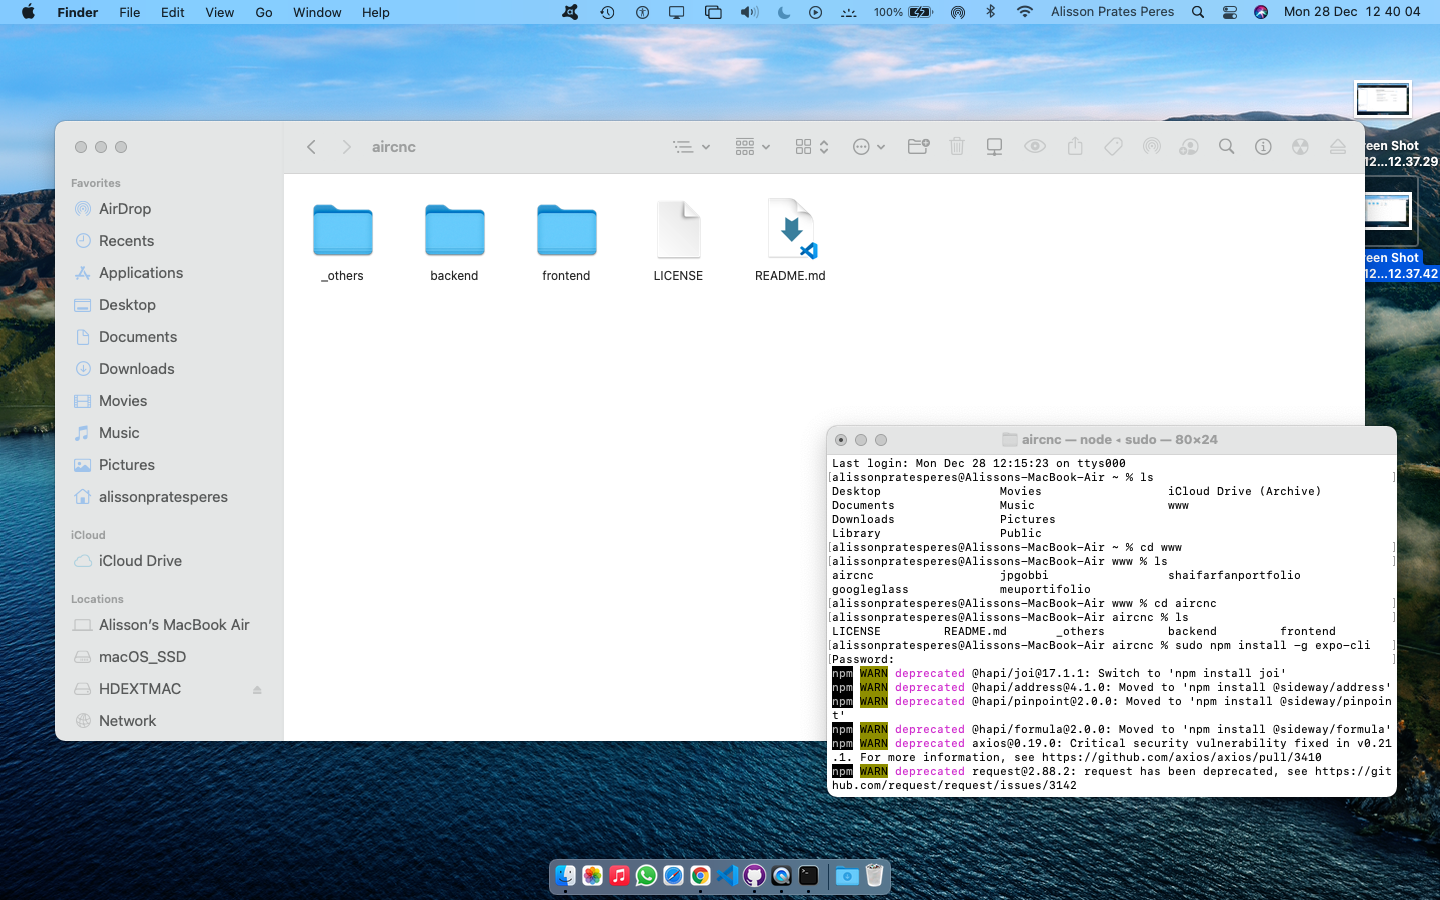 Finder File Edit View Go Window Help 100% Alisson Prates Peres Mon 28 Dec 12 40 04
aircnc
Favorites
AirDrop
Recents
Applications
Desktop
Documents
Downloads
Movies
Music
Pictures
alissonpratesperes
iCloud
iCloud Drive
Locations
Alisson's MacBook Air
macOS_SSD
HDEXTMAC
Network
_others backend frontend LICENSE README.md
reen Shot
12...12.37.29
reen Shot
12...12.37.42
aircnc — node ◂ sudo — 80×24
Last login: Mon Dec 28 12:15:23 on ttys000
[alissonpratesperes@Alissons-MacBook-Air ~ % ls ]
Desktop Movies iCloud Drive (Archive)
Documents Music www
Downloads Pictures
Library Public
[alissonpratesperes@Alissons-MacBook-Air ~ % cd www ]
[alissonpratesperes@Alissons-MacBook-Air www % ls ]
aircnc jpgobbi shaifarfanportfolio
googleglass meuportifolio
[alissonpratesperes@Alissons-MacBook-Air www % cd aircnc ]
[alissonpratesperes@Alissons-MacBook-Air aircnc % ls ]
LICENSE README.md _others backend frontend
[alissonpratesperes@Alissons-MacBook-Air aircnc % sudo npm install -g expo-cli ]
[Password: ]
npm WARN deprecated @hapi/joi@17.1.1: Switch to 'npm install joi'
npm WARN deprecated @hapi/address@4.1.0: Moved to 'npm install @sideway/address'
npm WARN deprecated @hapi/pinpoint@2.0.0: Moved to 'npm install @sideway/pinpoin
t'
npm WARN deprecated @hapi/formula@2.0.0: Moved to 'npm install @sideway/formula'
npm WARN deprecated axios@0.19.0: Critical security vulnerability fixed in v0.21
.1. For more information, see https://github.com/axios/axios/pull/3410
npm WARN deprecated request@2.88.2: request has been deprecated, see https://git
hub.com/request/request/issues/3142